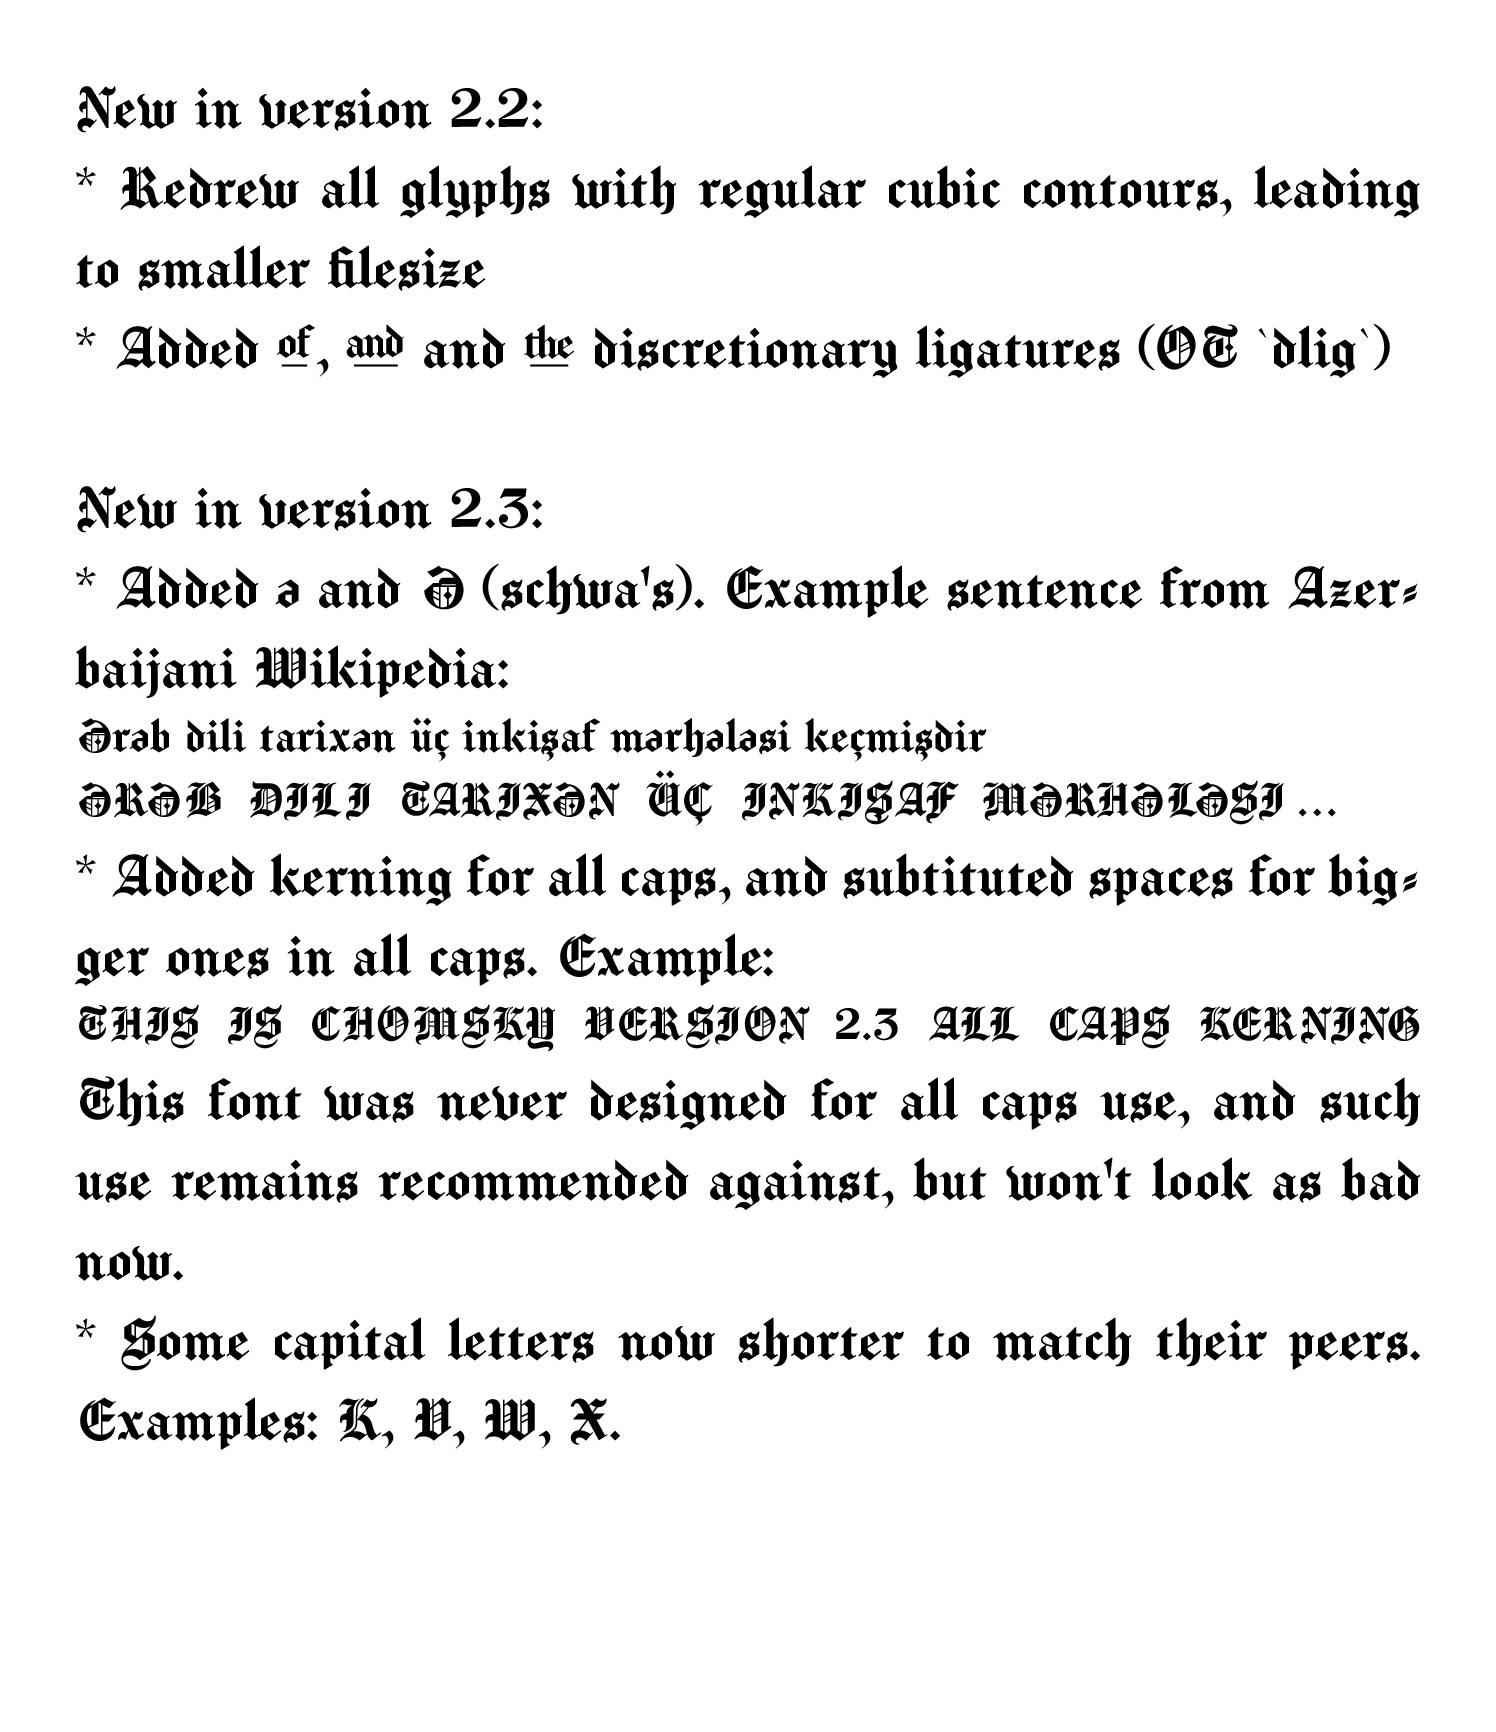 New in version 2.2:
* Redrew all glyphs with regular cubic contours, leading
to smaller filesize
* Added of, and and the discretionary ligatures (OT `dlig`)
New in version 2.3:
* Added ə and Ə (schwa's). Example sentence from Azer-
baijani Wikipedia:
Ərəb dili tarixən üç inkişaf mərhələsi keçmişdir
ƏRƏB DILI TARIXƏN ÜÇ INKIŞAF MƏRHƏLƏSI …
* Added kerning for all caps, and subtituted spaces for big-
ger ones in all caps. Example:
THIS IS CHOMSKY VERSION 2.3 ALL CAPS KERNING
This font was never designed for all caps use, and such
use remains recommended against, but won't look as bad
now.
* Some capital letters now shorter to match their peers.
Examples: K, V, W, X.